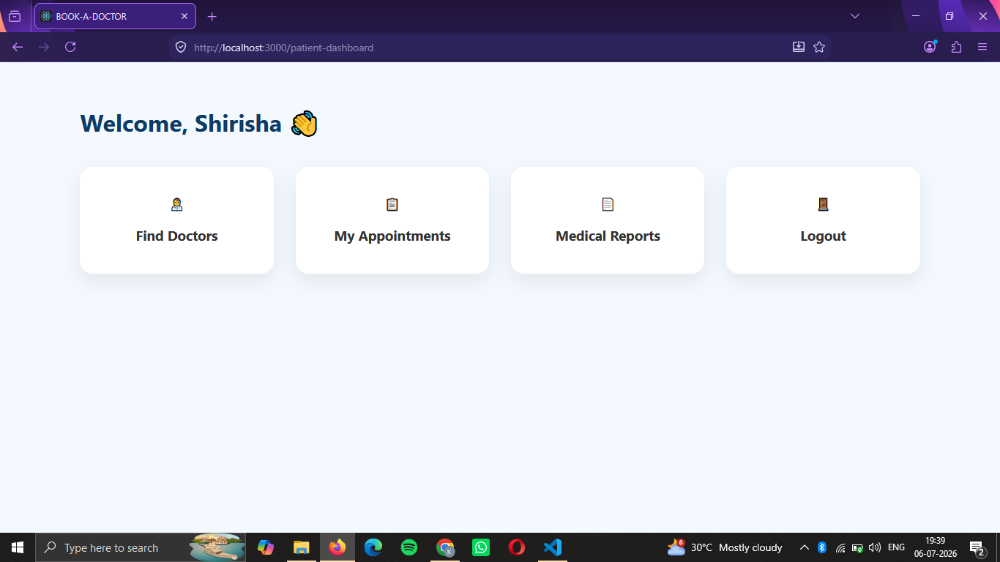 BOOK-A-DOCTOR
http://localhost:3000/patient-dashboard
Welcome, Shirisha 👋
Find Doctors
My Appointments
Medical Reports
Logout
Type here to search
K
6
30°C Mostly cloudy
ENG
19:39
06-07-2026
2